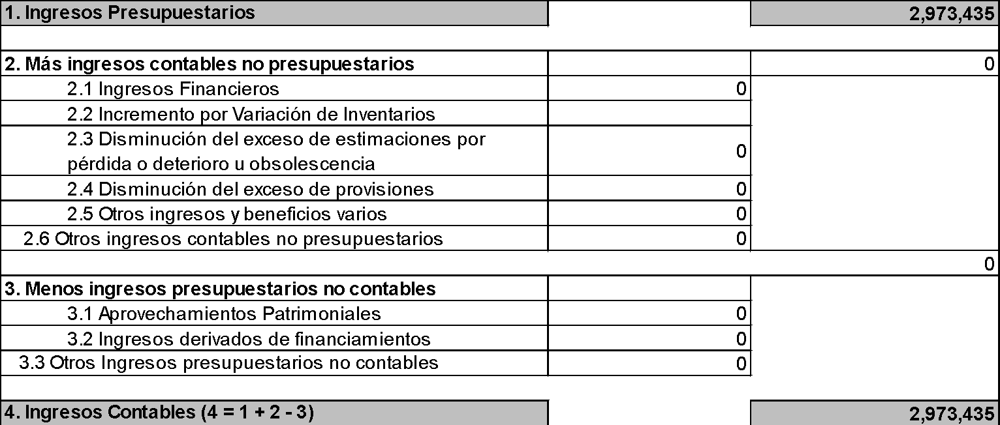 1. Ingresos Presupuestarios 2,973,435
2. Más ingresos contables no presupuestarios 0
2.1 Ingresos Financieros 0
2.2 Incremento por Variación de Inventarios
2.3 Disminución del exceso de estimaciones por
pérdida o deterioro u obsolescencia 0
2.4 Disminución del exceso de provisiones 0
2.5 Otros ingresos y beneficios varios 0
2.6 Otros ingresos contables no presupuestarios 0
0
3. Menos ingresos presupuestarios no contables
3.1 Aprovechamientos Patrimoniales 0
3.2 Ingresos derivados de financiamientos 0
3.3 Otros Ingresos presupuestarios no contables 0
4. Ingresos Contables (4 = 1 + 2 - 3) 2,973,435